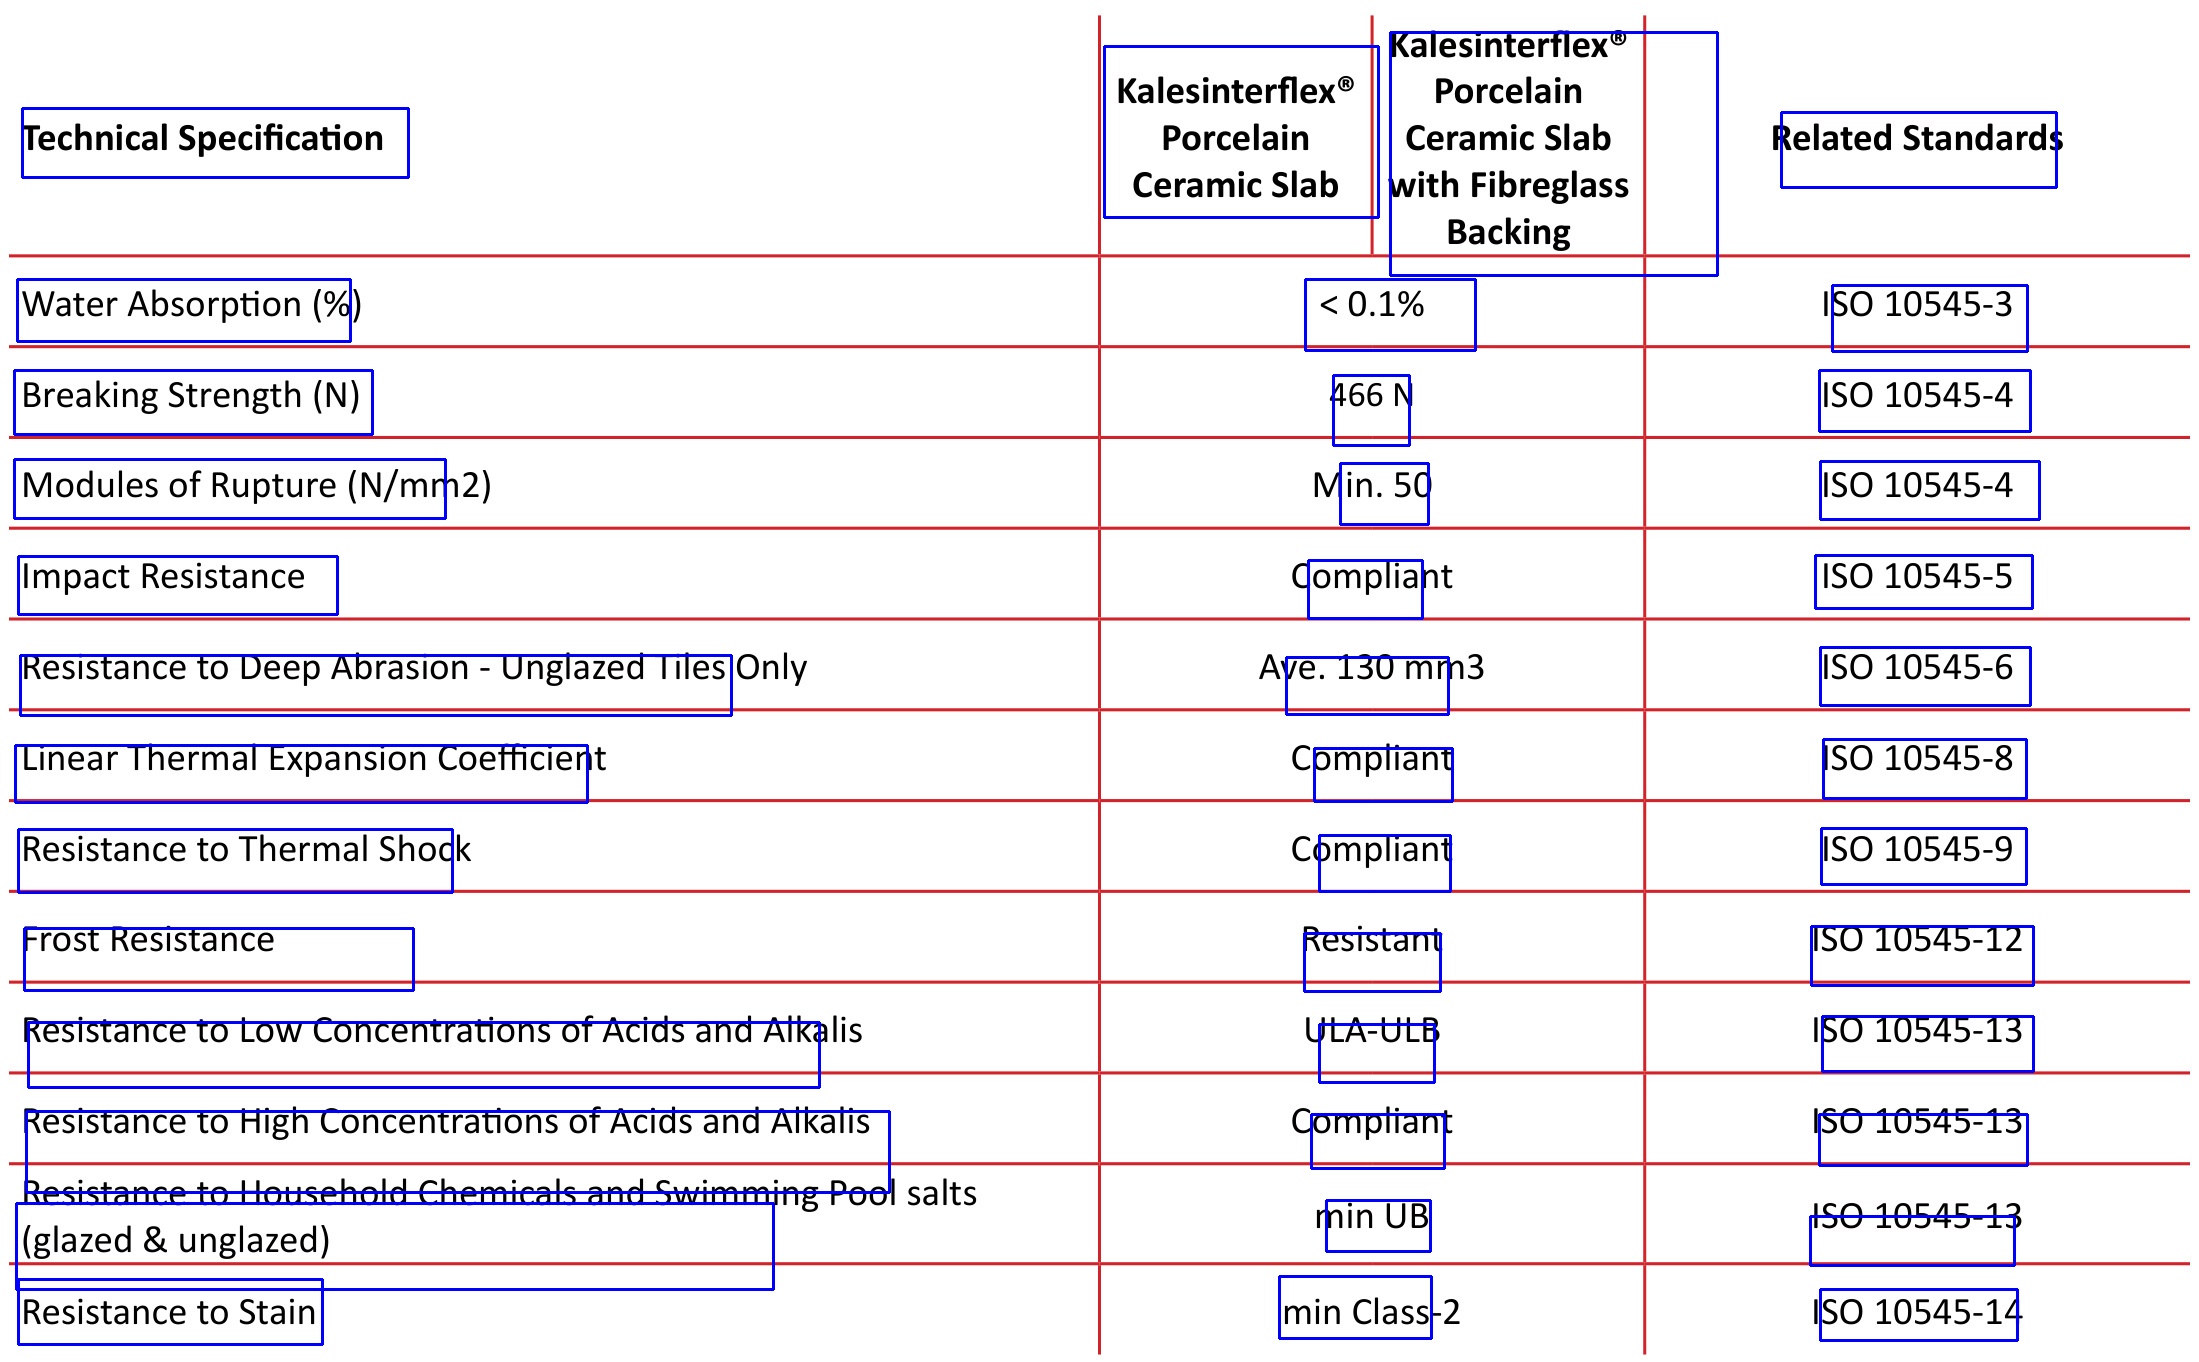 Technical Specification
Kalesinterflex®
Porcelain
Ceramic Slab
Kalesinterflex®
Porcelain
Ceramic Slab
with Fibreglass
Backing
Related Standards
Water Absorption (%)
< 0.1%
ISO 10545-3
Breaking Strength (N)
466 N
ISO 10545-4
Modules of Rupture (N/mm2)
Min. 50
ISO 10545-4
Impact Resistance
Compliant
ISO 10545-5
Resistance to Deep Abrasion - Unglazed Tiles Only
Ave. 130 mm3
ISO 10545-6
Linear Thermal Expansion Coefficient
Compliant
ISO 10545-8
Resistance to Thermal Shock
Compliant
ISO 10545-9
Frost Resistance
Resistant
ISO 10545-12
Resistance to Low Concentrations of Acids and Alkalis
ULA-ULB
ISO 10545-13
Resistance to High Concentrations of Acids and Alkalis
Compliant
ISO 10545-13
Resistance to Household Chemicals and Swimming Pool salts
(glazed & unglazed)
min UB
ISO 10545-13
Resistance to Stain
min Class-2
ISO 10545-14